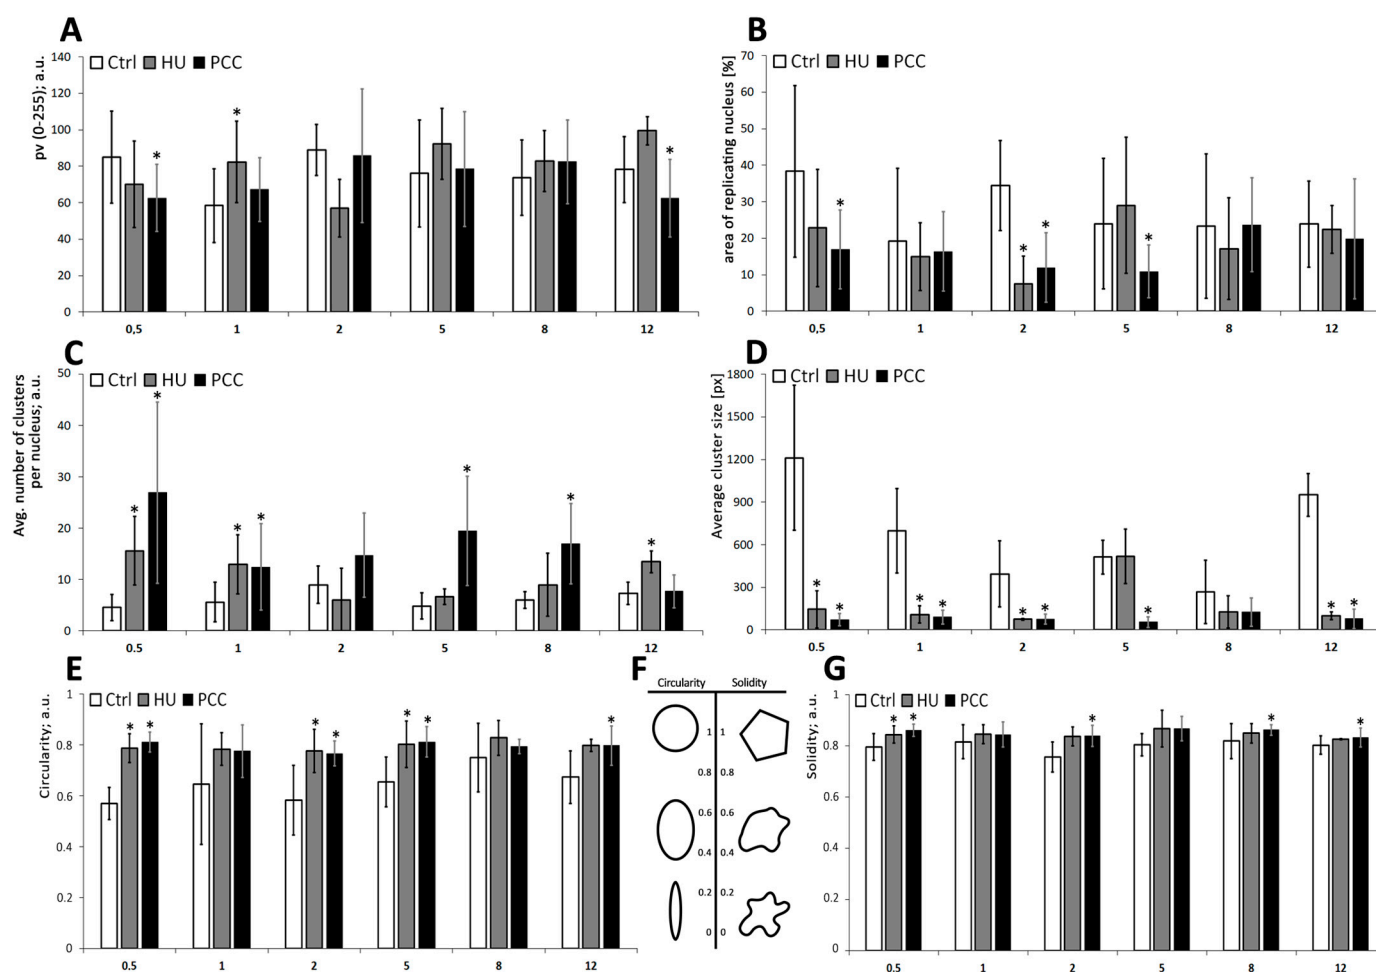 A
pv (0-255); a.u.
Ctrl HU PCC
140
120
100
80
60
40
20
0
* * *
0,5 1 2 5 8 12
B
area of replicating nucleus [%]
Ctrl HU PCC
70
60
50
40
30
20
10
0
* * * *
0,5 1 2 5 8 12
C
Avg. number of clusters
per nucleus; a.u.
Ctrl HU PCC
50
40
30
20
10
0
* * * * * * *
0.5 1 2 5 8 12
D
Average cluster size [px]
Ctrl HU PCC
1800
1500
1200
900
600
300
0
* * * * * * * * *
0.5 1 2 5 8 12
E
Circularity; a.u.
Ctrl HU PCC
1
0.8
0.6
0.4
0.2
0
* * * * * * *
0.5 1 2 5 8 12
F
Circularity Solidity
1 1
0.8 0.8
0.6 0.6
0.4 0.4
0.2 0.2
0 0
G
Solidity; a.u.
Ctrl HU PCC
1
0.8
0.6
0.4
0.2
0
* * * * *
0.5 1 2 5 8 12